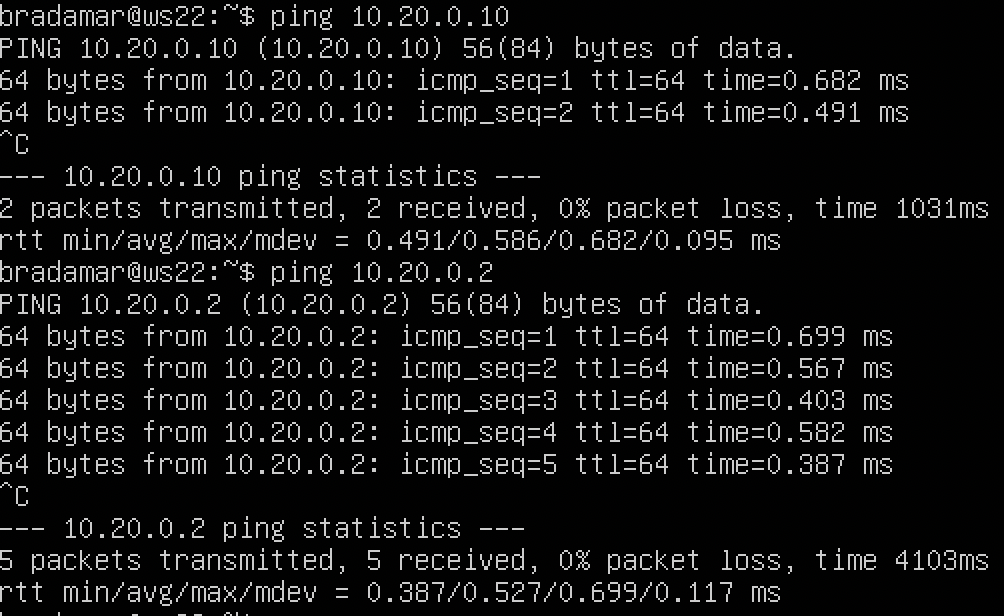 bradamar@ws22:~$ ping 10.20.0.10
PING 10.20.0.10 (10.20.0.10) 56(84) bytes of data.
64 bytes from 10.20.0.10: icmp_seq=1 ttl=64 time=0.682 ms
64 bytes from 10.20.0.10: icmp_seq=2 ttl=64 time=0.491 ms
^C
--- 10.20.0.10 ping statistics ---
2 packets transmitted, 2 received, 0% packet loss, time 1031ms
rtt min/avg/max/mdev = 0.491/0.586/0.682/0.095 ms
bradamar@ws22:~$ ping 10.20.0.2
PING 10.20.0.2 (10.20.0.2) 56(84) bytes of data.
64 bytes from 10.20.0.2: icmp_seq=1 ttl=64 time=0.699 ms
64 bytes from 10.20.0.2: icmp_seq=2 ttl=64 time=0.567 ms
64 bytes from 10.20.0.2: icmp_seq=3 ttl=64 time=0.403 ms
64 bytes from 10.20.0.2: icmp_seq=4 ttl=64 time=0.582 ms
64 bytes from 10.20.0.2: icmp_seq=5 ttl=64 time=0.387 ms
^C
--- 10.20.0.2 ping statistics ---
5 packets transmitted, 5 received, 0% packet loss, time 4103ms
rtt min/avg/max/mdev = 0.387/0.527/0.699/0.117 ms